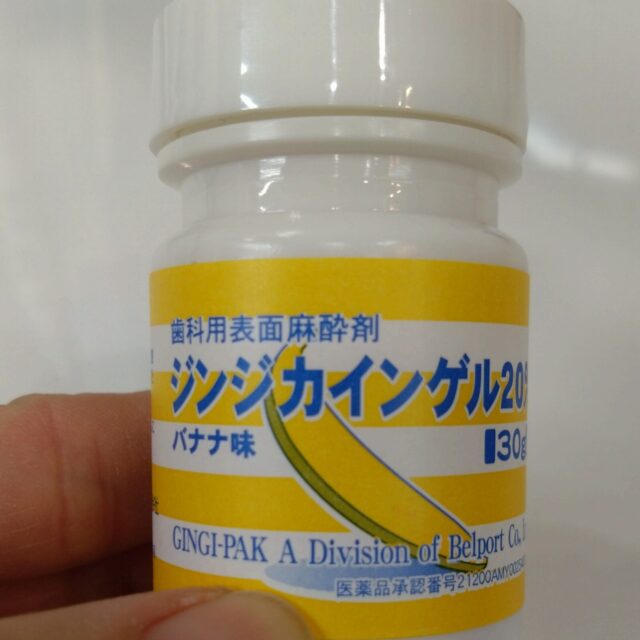 歯科用表面麻酔剤
ジンジカインゲル20%
バナナ味
30g
GINGI-PAK A Division of Belport Co., I
医薬品承認番号21200AMY00